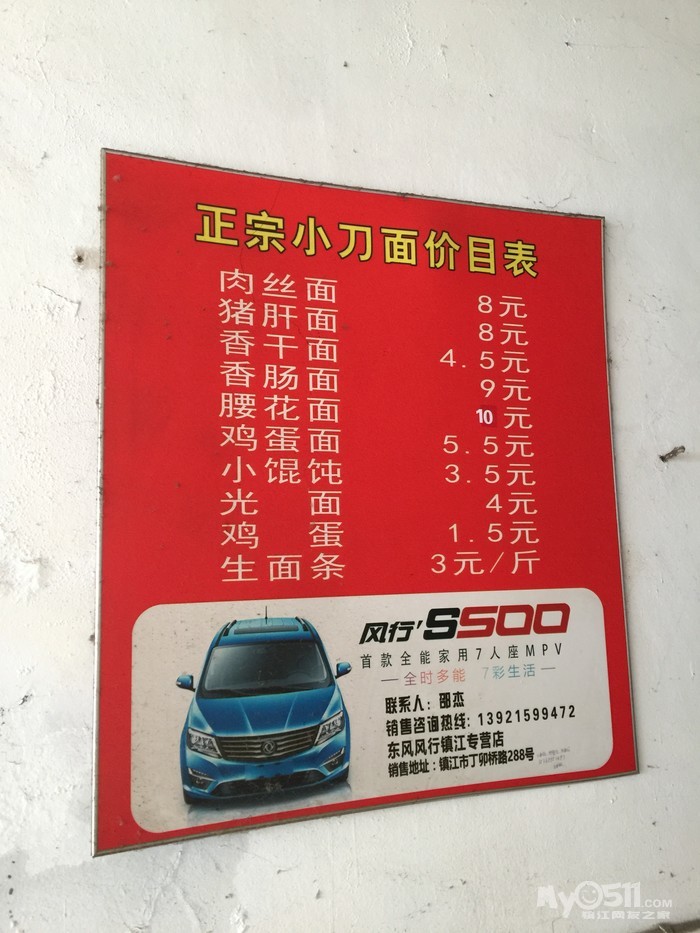 正宗小刀面价目表
肉丝面 8元
猪肝面 8元
香干面 4.5元
香肠面 9元
腰花面 10元
鸡蛋面 5.5元
小馄饨 3.5元
光 面 4元
鸡 蛋 1.5元
生面条 3元/斤
风行'S500
首款全能家用7人座MPV
—全时多能 7彩生活—
联系人：邵杰
销售咨询热线：13921599472
东风风行镇江专营店
销售地址：镇江市丁卯桥路288号
My0511.COM
镇江网友之家